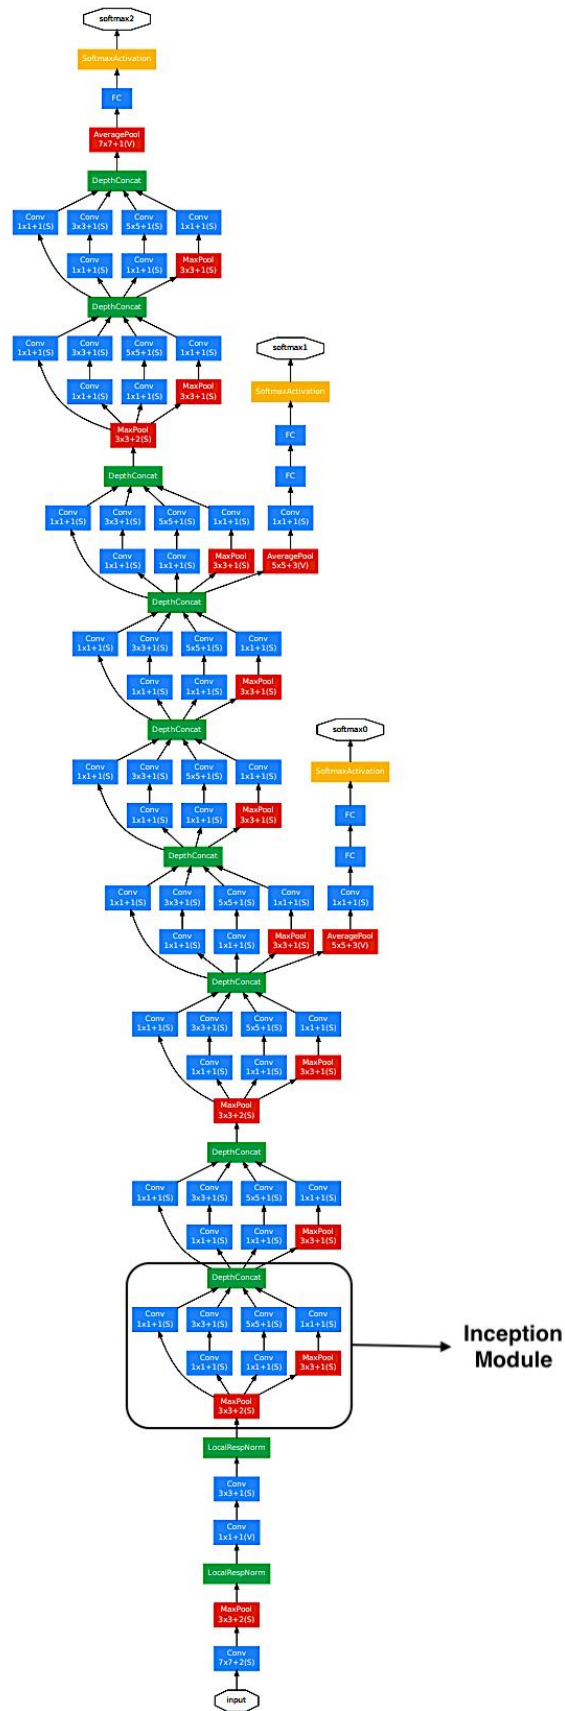 softmax2
SoftmaxActivation
FC
AveragePool
7x7+1(V)
DepthConcat
Conv
1x1+1(S)
Conv
3x3+1(S)
Conv
5x5+1(S)
Conv
1x1+1(S)
Conv
1x1+1(S)
Conv
1x1+1(S)
MaxPool
3x3+1(S)
DepthConcat
Conv
1x1+1(S)
Conv
3x3+1(S)
Conv
5x5+1(S)
Conv
1x1+1(S)
softmax1
Conv
1x1+1(S)
Conv
1x1+1(S)
MaxPool
3x3+1(S)
SoftmaxActivation
MaxPool
3x3+2(S)
FC
DepthConcat
FC
Conv
1x1+1(S)
Conv
3x3+1(S)
Conv
5x5+1(S)
Conv
1x1+1(S)
Conv
1x1+1(S)
Conv
1x1+1(S)
Conv
1x1+1(S)
MaxPool
3x3+1(S)
AveragePool
5x5+3(V)
DepthConcat
Conv
1x1+1(S)
Conv
3x3+1(S)
Conv
5x5+1(S)
Conv
1x1+1(S)
Conv
1x1+1(S)
Conv
1x1+1(S)
MaxPool
3x3+1(S)
DepthConcat
softmax0
Conv
1x1+1(S)
Conv
3x3+1(S)
Conv
5x5+1(S)
Conv
1x1+1(S)
SoftmaxActivation
Conv
1x1+1(S)
Conv
1x1+1(S)
MaxPool
3x3+1(S)
FC
DepthConcat
FC
Conv
1x1+1(S)
Conv
3x3+1(S)
Conv
5x5+1(S)
Conv
1x1+1(S)
Conv
1x1+1(S)
Conv
1x1+1(S)
Conv
1x1+1(S)
MaxPool
3x3+1(S)
AveragePool
5x5+3(V)
DepthConcat
Conv
1x1+1(S)
Conv
3x3+1(S)
Conv
5x5+1(S)
Conv
1x1+1(S)
Conv
1x1+1(S)
Conv
1x1+1(S)
MaxPool
3x3+1(S)
MaxPool
3x3+2(S)
DepthConcat
Conv
1x1+1(S)
Conv
3x3+1(S)
Conv
5x5+1(S)
Conv
1x1+1(S)
Conv
1x1+1(S)
Conv
1x1+1(S)
MaxPool
3x3+1(S)
DepthConcat
Conv
1x1+1(S)
Conv
3x3+1(S)
Conv
5x5+1(S)
Conv
1x1+1(S)
Inception
Module
Conv
1x1+1(S)
Conv
1x1+1(S)
MaxPool
3x3+1(S)
MaxPool
3x3+2(S)
LocalRespNorm
Conv
3x3+1(S)
Conv
1x1+1(V)
LocalRespNorm
MaxPool
3x3+2(S)
Conv
7x7+2(S)
input